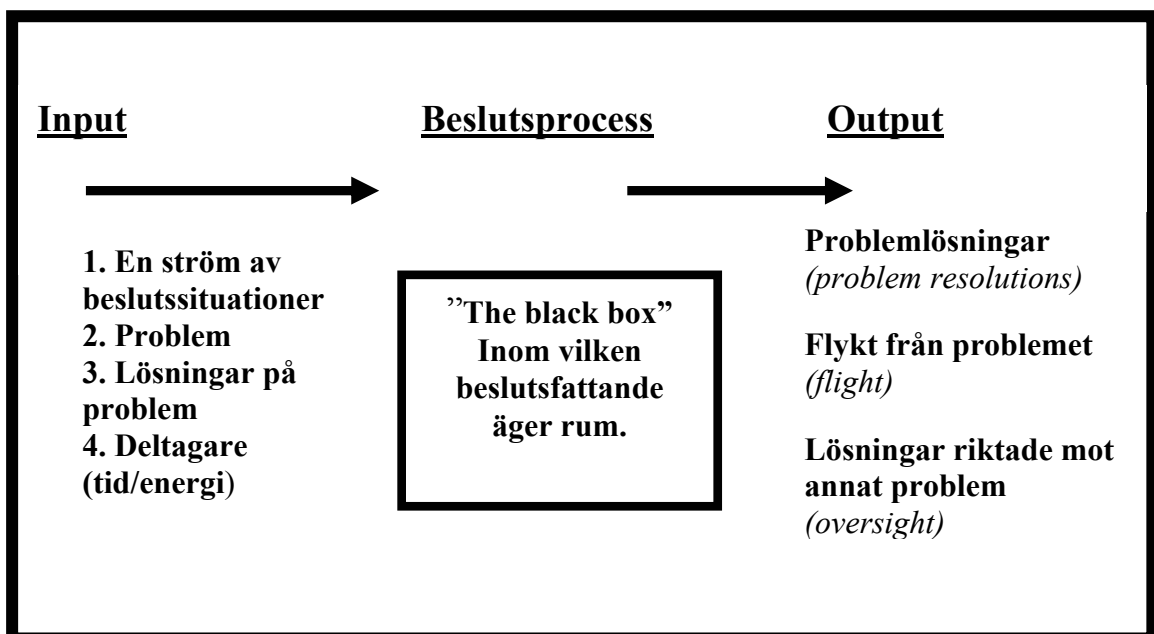 Input
Beslutsprocess
Output
1. En ström av
beslutssituationer
2. Problem
3. Lösningar på
problem
4. Deltagare
(tid/energi)
”The black box”
Inom vilken
beslutsfattande
äger rum.
Problemlösningar
(problem resolutions)
Flykt från problemet
(flight)
Lösningar riktade mot
annat problem
(oversight)